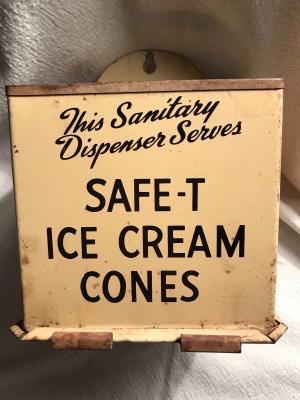 This Sanitary
Dispenser Serves
SAFE-T
ICE CREAM
CONES